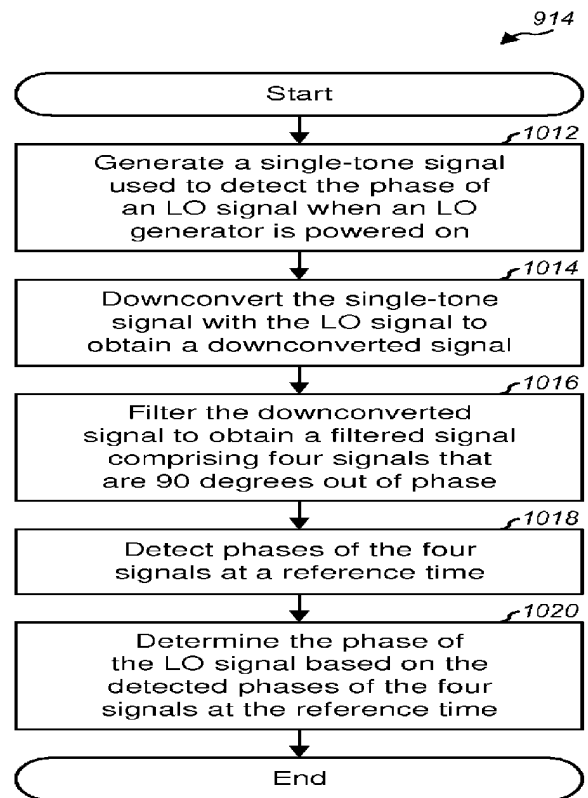 914
Start
1012
Generate a single-tone signal
used to detect the phase of
an LO signal when an LO
generator is powered on
1014
Downconvert the single-tone
signal with the LO signal to
obtain a downconverted signal
1016
Filter the downconverted
signal to obtain a filtered signal
comprising four signals that
are 90 degrees out of phase
1018
Detect phases of the four
signals at a reference time
1020
Determine the phase of
the LO signal based on the
detected phases of the four
signals at the reference time
End